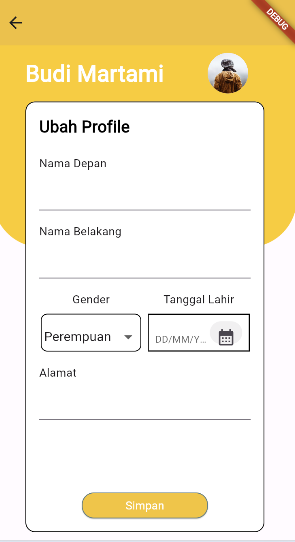 DEBUG
Budi Martami
Ubah Profile
Nama Depan
Nama Belakang
Gender Tanggal Lahir
Perempuan DD/MM/Y...
Alamat
Simpan